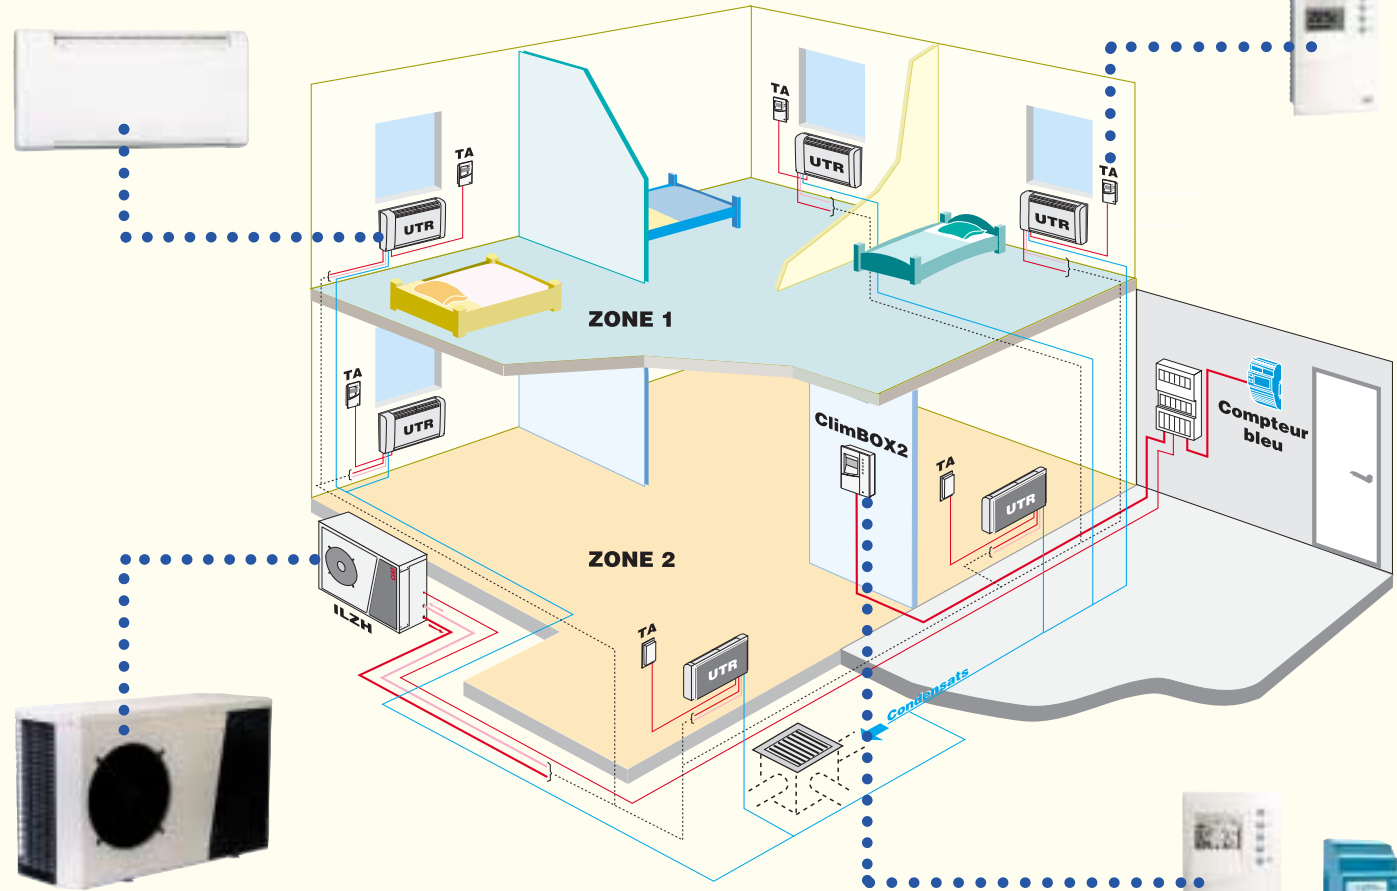 TA
TA
UTR
TA
UTR
UTR
ZONE 1
TA
UTR
Compteur
bleu
ClimBOX2
TA
UTR
ZONE 2
ILZH
TA
UTR
Condensats